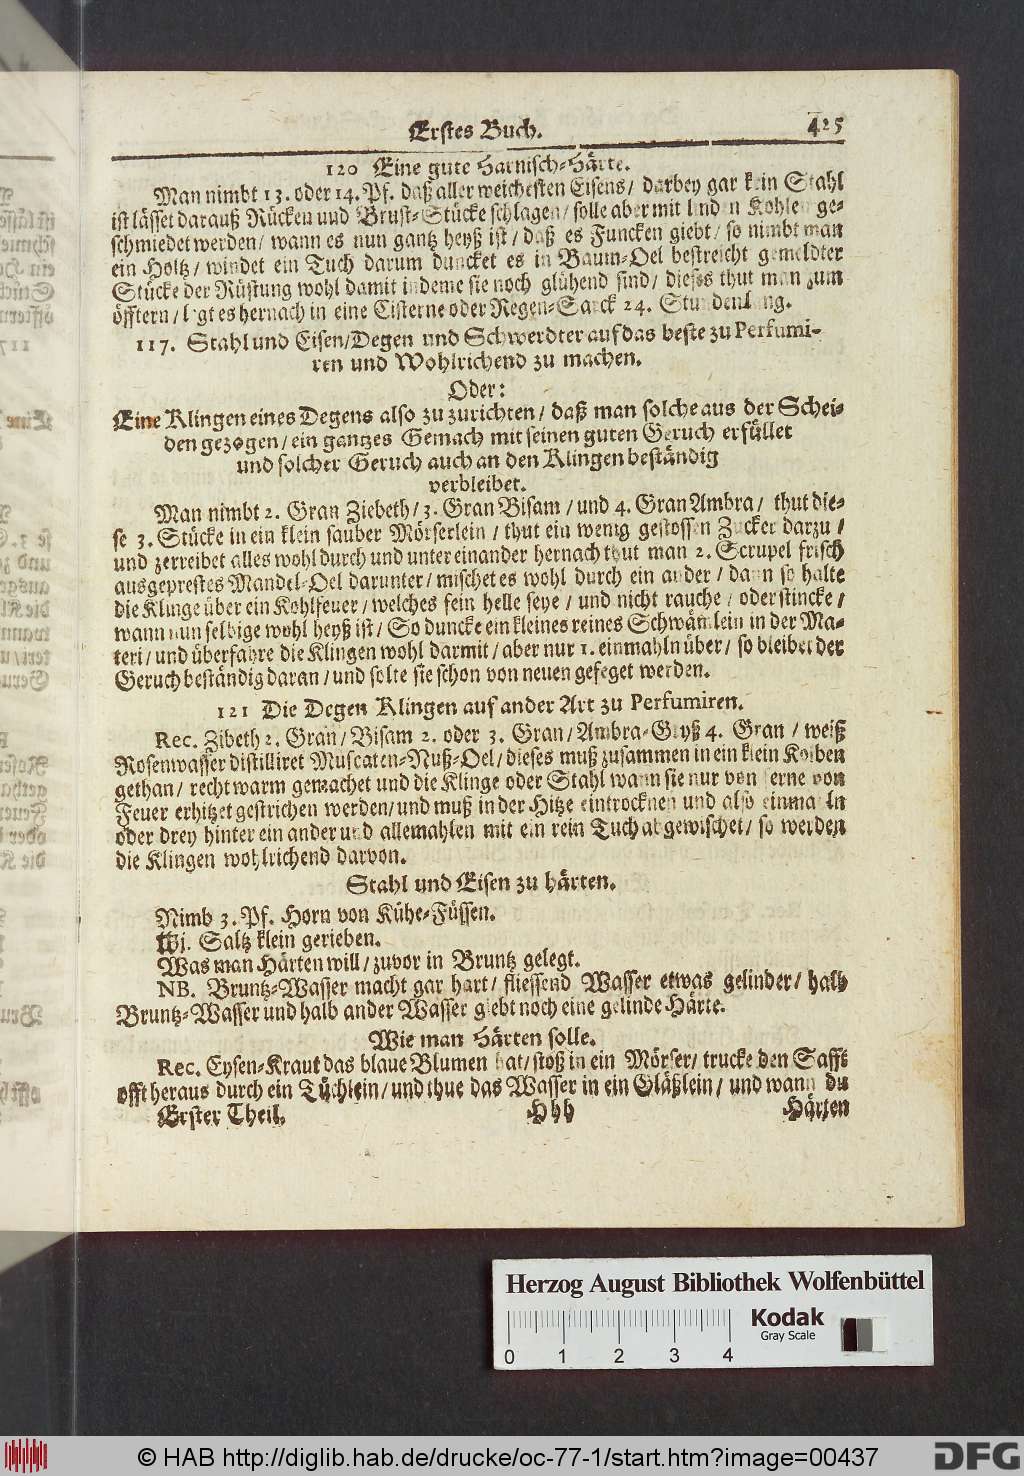 Erstes Buch. 425
120 Eine gute Harnisch-Härte.
Man nimbt 13. oder 14. Pf. daß aller weichesten Eisens/ darbey gar kein Stahl
ist lässet darauß Rücken und Brust-Stücke schlagen/ solle aber mit linden Kohlen ge-
schmiedet werden/ wann es nun gantz heyß ist/ daß es Funcken giebt/ so nimbt man
ein Holtz/ windet ein Tuch darum duncket es in Baum-Oel bestreicht gemeldter
Stücke der Rüstung wohl damit indeme sie noch glühend sind/ dieses thut man zum
öfftern/ legt es hernach in eine Cisterne oder Regen-Sarck 24. Stunden lang.
117. Stahl und Eisen/Degen und Schwerdter auf das beste zu Perfumi-
ren und Wohlrichend zu machen.
Oder:
Eine Klingen eines Degens also zu zurichten/ daß man solche aus der Schei-
den gezogen/ ein gantzes Gemach mit seinen guten Geruch erfüllet
und solcher Geruch auch an den Klingen beständig
verbleibet.
Man nimbt 2. Gran Ziebeth/ 3. Gran Bisam/ und 4. Gran Ambra/ thut die-
se 3. Stücke in ein klein sauber Mörserlein/ thut ein wenig gestossen Zucker darzu/
und zerreibet alles wohl durch und unter einander hernach thut man 2. Scrupel frisch
ausgeprestes Mandel-Oel darunter/ mischet es wohl durch ein ander/ dann so halte
die Klinge über ein Kohlfeuer/ welches fein helle seye/ und nicht rauche/ oder stincke/
wann nun selbige wohl heyß ist/ So duncke ein kleines reines Schwämlein in der Ma-
teri/ und überfahre die Klingen wohl darmit/ aber nur 1. einmahln über/ so bleibet der
Geruch beständig daran/ und solte sie schon von neuen gefeget werden.
121 Die Degen Klingen auf ander Art zu Perfumiren.
Rec. Zibeth 2. Gran/ Bisam 2. oder 3. Gran/ Ambra-Gryß 4. Gran/ weiß
Rosenwasser distilliret Muscaten-Nuß-Oel/ dieses muß zusammen in ein klein Kolben
gethan/ recht warm gemachet und die Klinge oder Stahl wann sie nur von ferne von
Feuer erhitzet gestrichen werden/ und muß in der Hitze eintrocknen und also einmahln
oder drey hinter ein ander und allemahlen mit ein rein Tuch abgewischet/ so werden
die Klingen wohlrichend darvon.
Stahl und Eisen zu härten.
Nimb 3. Pf. Horn von Kühe-Füssen.
Saltz klein gerieben.
Was man Härten will/ zuvor in Bruntz gelegt.
NB. Bruntz-Wasser macht gar hart/ fliessend Wasser etwas gelinder/ halb
Bruntz-Wasser und halb ander Wasser giebt noch eine gelinde Härte.
Wie man Härten solle.
Rec. Eysen-Kraut das blaue Blumen hat/ stoß in ein Mörser/ trucke den Safft
offt heraus durch ein Tüchlein/ und thue das Wasser in ein Gläßlein/ und wann du
Erster Theil. Hhh Härten
Herzog August Bibliothek Wolfenbüttel
Kodak
Gray Scale
0 1 2 3 4
© HAB http://diglib.hab.de/drucke/oc-77-1/start.htm?image=00437
DFG